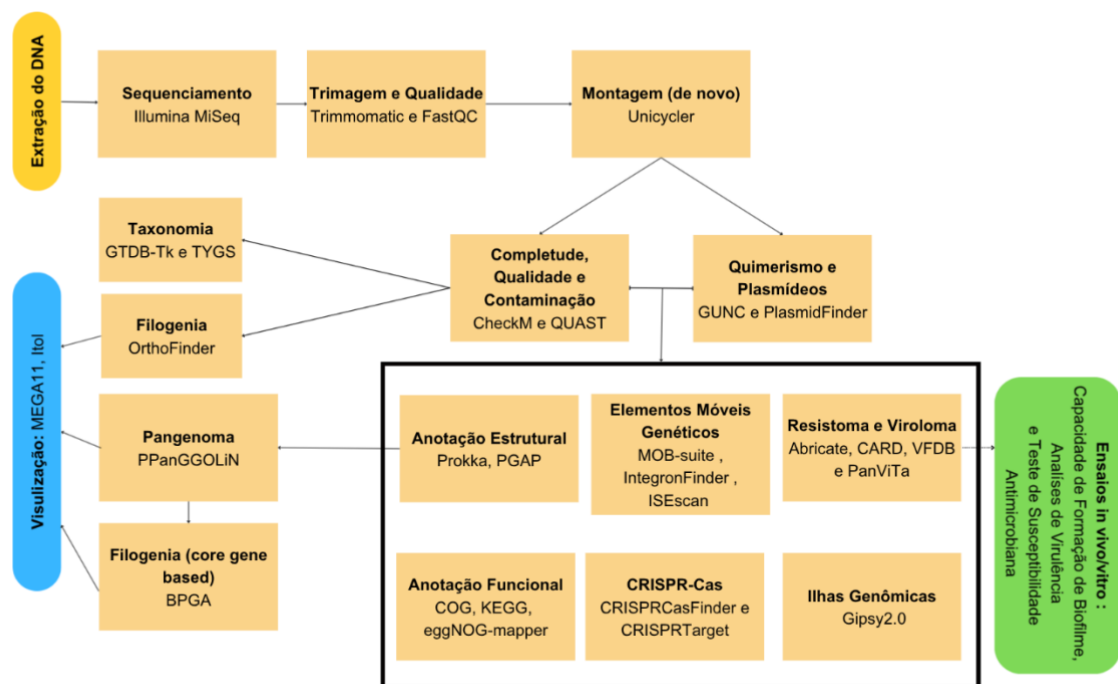 Extração do DNA
Sequenciamento
Illumina MiSeq
Trimagem e Qualidade
Trimmomatic e FastQC
Montagem (de novo)
Unicycler
Taxonomia
GTDB-Tk e TYGS
Completude,
Qualidade e
Contaminação
CheckM e QUAST
Quimerismo e
Plasmídeos
GUNC e PlasmidFinder
Filogenia
OrthoFinder
Visulização: MEGA11, Itol
Pangenoma
PPanGGOLiN
Filogenia (core gene
based)
BPGA
Anotação Estrutural
Prokka, PGAP
Elementos Móveis
Genéticos
MOB-suite ,
IntegronFinder ,
ISEscan
Resistoma e Viroloma
Abricate, CARD, VFDB
e PanViTa
Anotação Funcional
COG, KEGG,
eggNOG-mapper
CRISPR-Cas
CRISPRCasFinder e
CRISPRTarget
Ilhas Genômicas
Gipsy2.0
Ensaios in vivo/vitro :
Capacidade de Formação de Biofilme,
Analíses de Virulência
e Teste de Susceptibilidade
Antimicrobiana